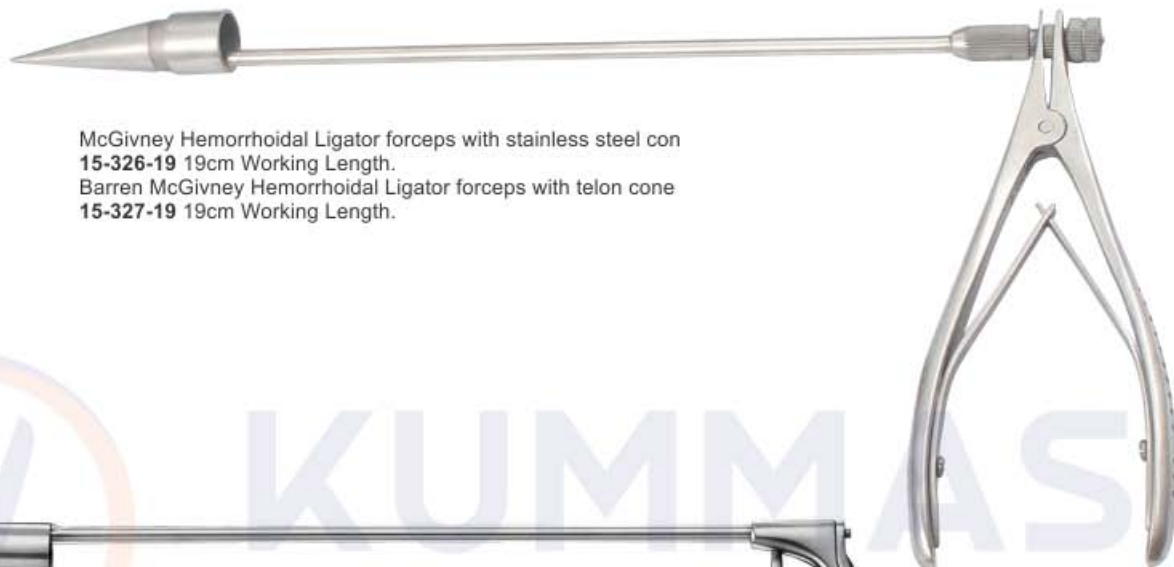 McGivney Hemorrhoidal Ligator forceps with stainless steel con
15-326-19 19cm Working Length.
Barren McGivney Hemorrhoidal Ligator forceps with telon cone
15-327-19 19cm Working Length.
KUMMAS